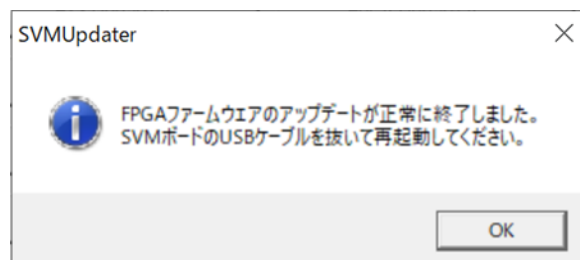 SVMUpdater
FPGAファームウェアのアップデートが正常に終了しました。
SVMボードのUSBケーブルを抜いて再起動してください。
OK